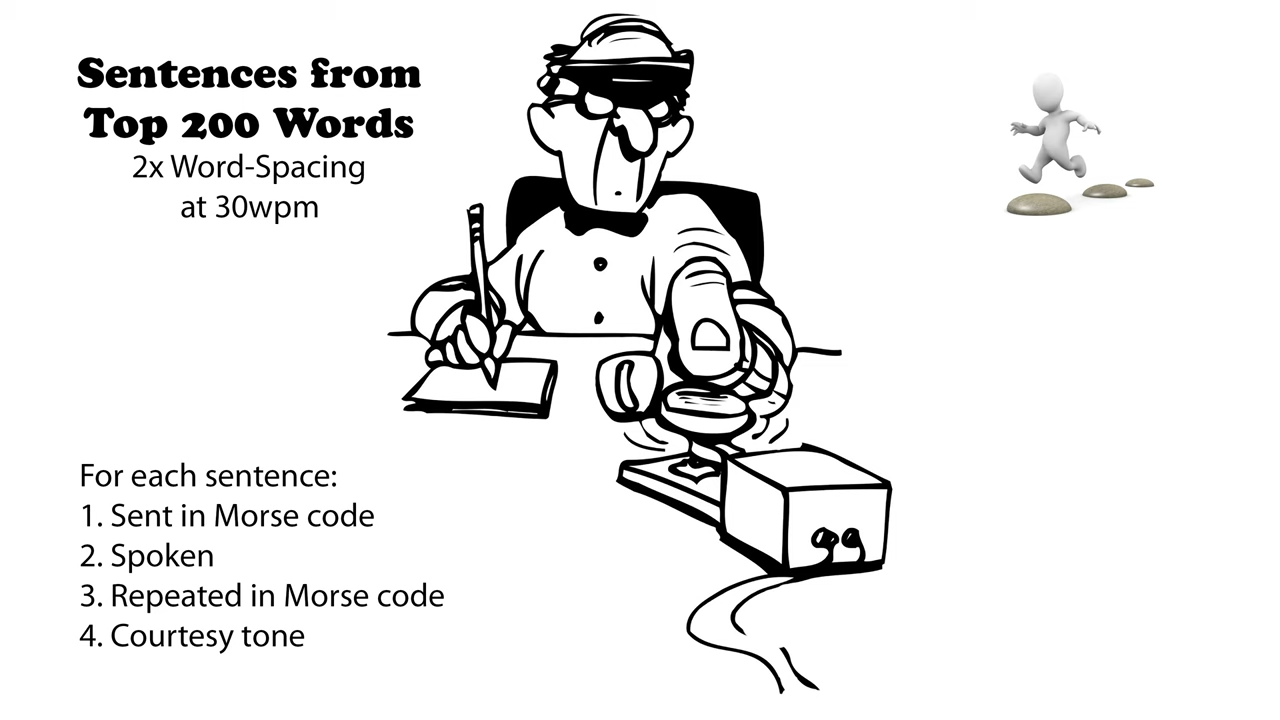 Sentences from
Top 200 Words
2x Word-Spacing
at 30wpm
For each sentence:
1. Sent in Morse code
2. Spoken
3. Repeated in Morse code
4. Courtesy tone